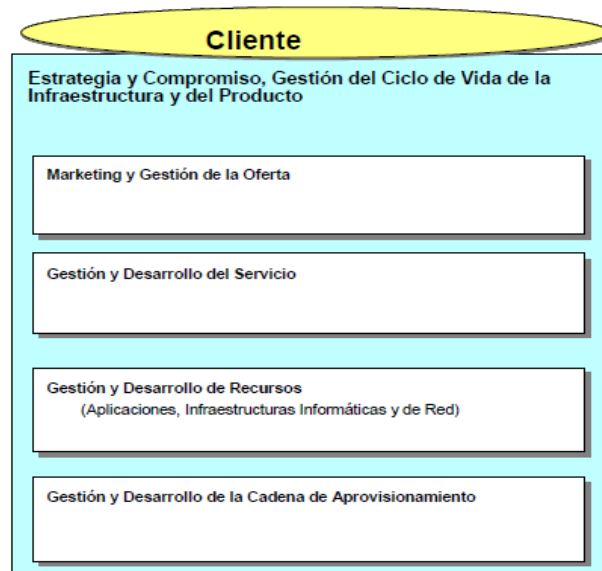 Cliente
Estrategia y Compromiso, Gestión del Ciclo de Vida de la
Infraestructura y del Producto
Marketing y Gestión de la Oferta
Gestión y Desarrollo del Servicio
Gestión y Desarrollo de Recursos
(Aplicaciones, Infraestructuras Informáticas y de Red)
Gestión y Desarrollo de la Cadena de Aprovisionamiento